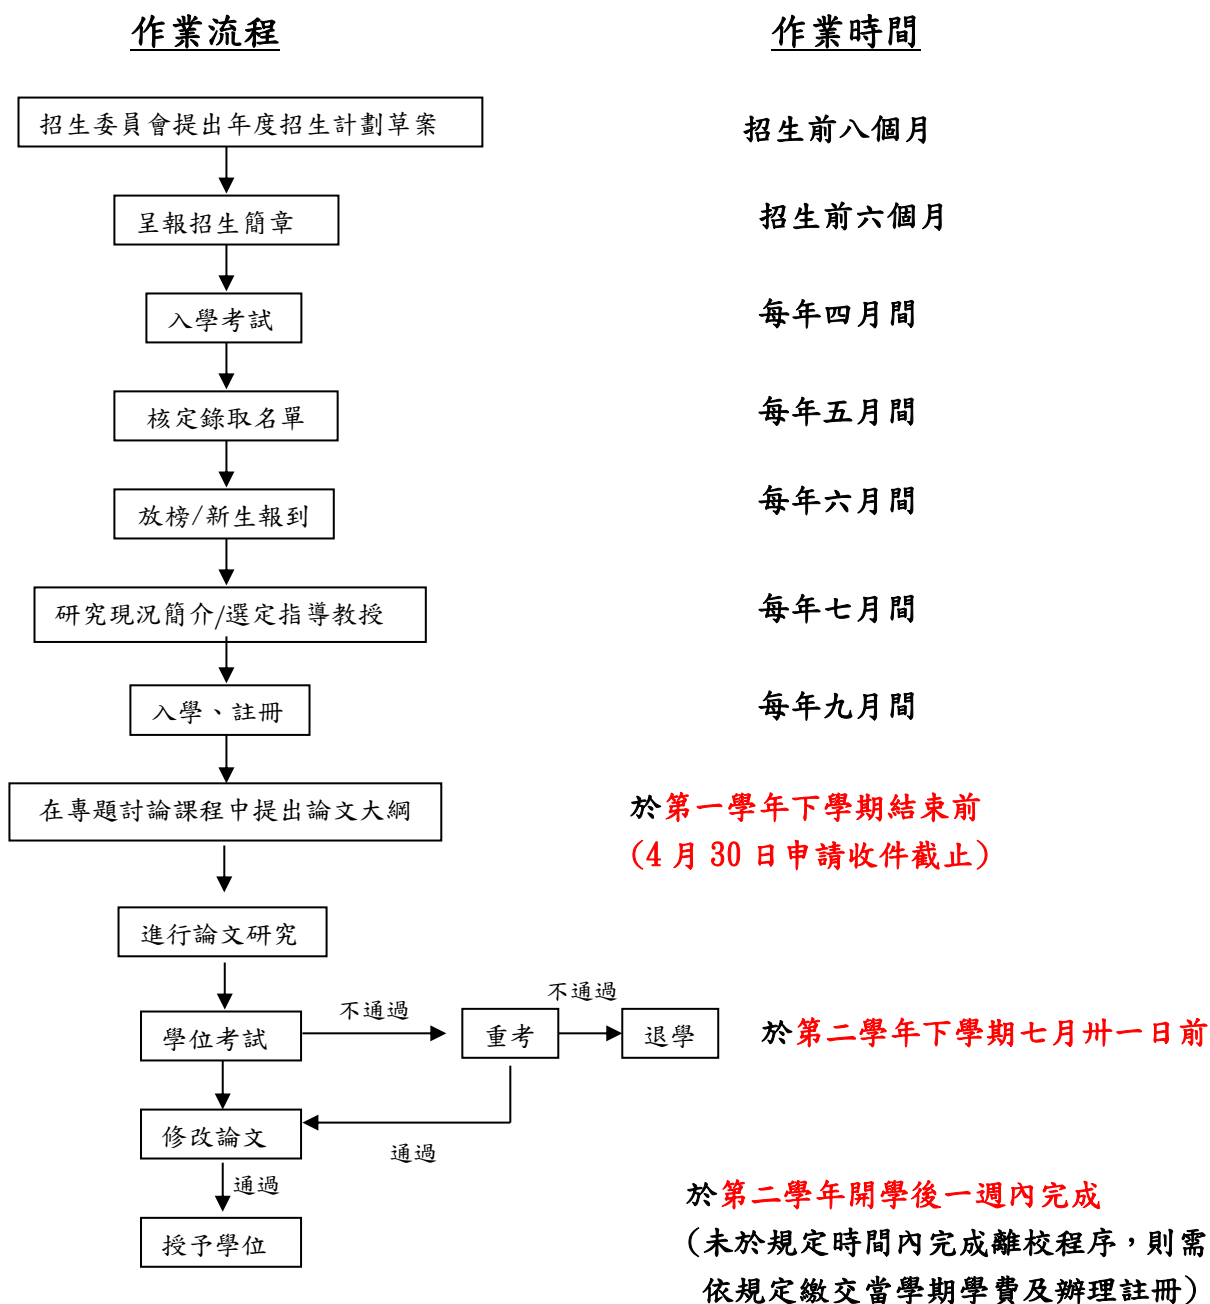 作業流程
作業時間
招生委員會提出年度招生計劃草案
招生前八個月
呈報招生簡章
招生前六個月
入學考試
每年四月間
核定錄取名單
每年五月間
放榜/新生報到
每年六月間
研究現況簡介/選定指導教授
每年七月間
入學、註冊
每年九月間
在專題討論課程中提出論文大綱
於第一學年下學期結束前
(4月30日申請收件截止)
進行論文研究
學位考試
不通過
重考
不通過
退學
於第二學年下學期七月卅一日前
修改論文
通過
通過
授予學位
於第二學年開學後一週內完成
(未於規定時間內完成離校程序，則需
依規定繳交當學期學費及辦理註冊)